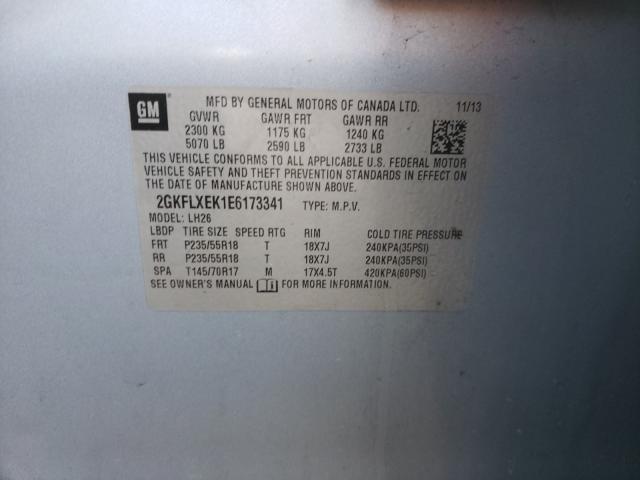 GM
MFD BY GENERAL MOTORS OF CANADA LTD. 11/13
GVWR GAWR FRT GAWR RR
2300 KG 1175 KG 1240 KG
5070 LB 2590 LB 2733 LB
THIS VEHICLE CONFORMS TO ALL APPLICABLE U.S. FEDERAL MOTOR
VEHICLE SAFETY AND THEFT PREVENTION STANDARDS IN EFFECT ON
THE DATE OF MANUFACTURE SHOWN ABOVE.
2GKFLXEK1E6173341 TYPE: M.P.V.
MODEL: LH26
LBDP TIRE SIZE SPEED RTG RIM COLD TIRE PRESSURE
FRT P235/55R18 T 18X7J 240KPA(35PSI)
RR P235/55R18 T 18X7J 240KPA(35PSI)
SPA T145/70R17 M 17X4.5T 420KPA(60PSI)
SEE OWNER'S MANUAL FOR MORE INFORMATION.